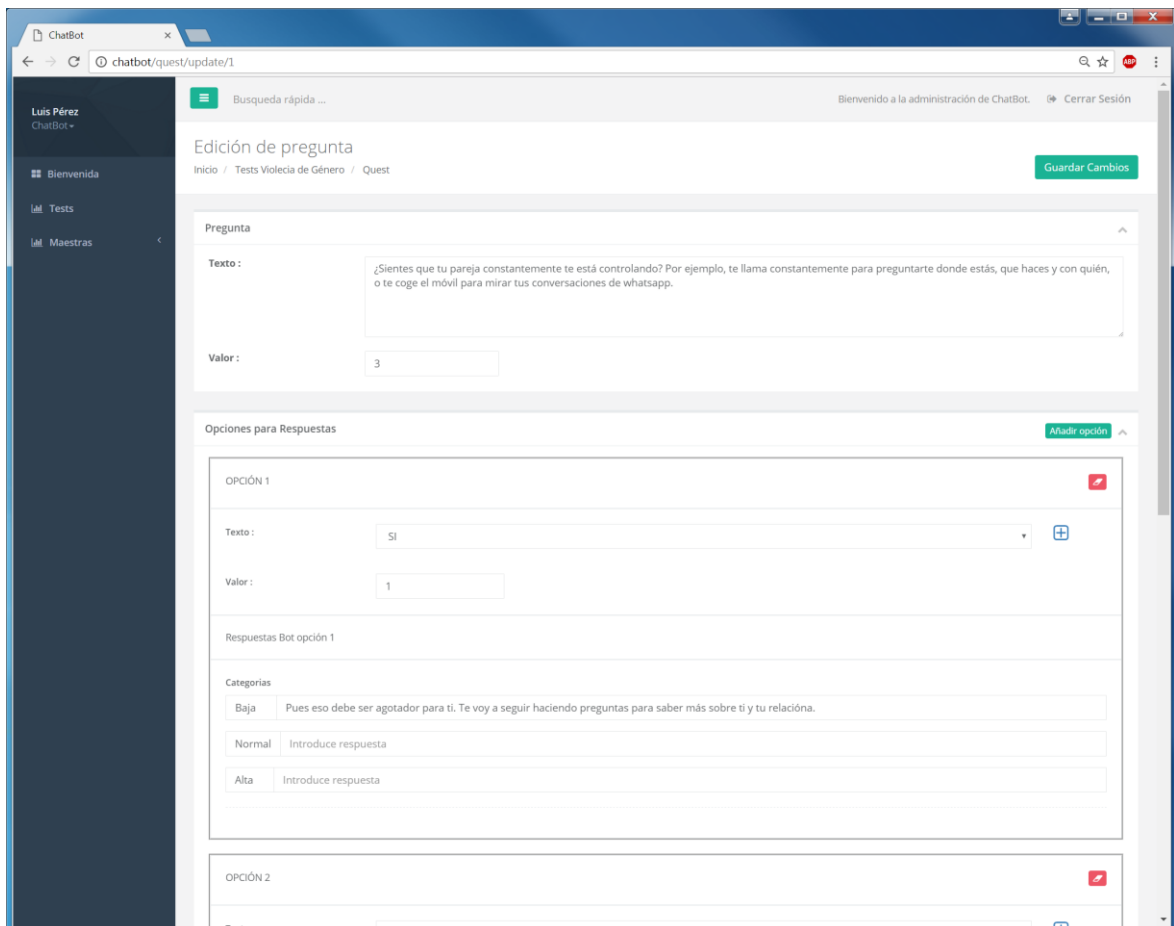 ChatBot
chatbot/quest/update/1
ABP
Luis Pérez
ChatBot
Bienvenida
Tests
Maestras
Busqueda rápida ...
Bienvenido a la administración de ChatBot.
Cerrar Sesión
Edición de pregunta
Inicio / Tests Violecia de Género / Quest
Guardar Cambios
Pregunta
Texto :
¿Sientes que tu pareja constantemente te está controlando? Por ejemplo, te llama constantemente para preguntarte donde estás, que haces y con quién,
o te coge el móvil para mirar tus conversaciones de whatsapp.
Valor :
3
Opciones para Respuestas
Añadir opción
OPCIÓN 1
Texto :
SI
Valor :
1
Respuestas Bot opción 1
Categorias
Baja
Pues eso debe ser agotador para ti. Te voy a seguir haciendo preguntas para saber más sobre ti y tu relacióna.
Normal
Introduce respuesta
Alta
Introduce respuesta
OPCIÓN 2